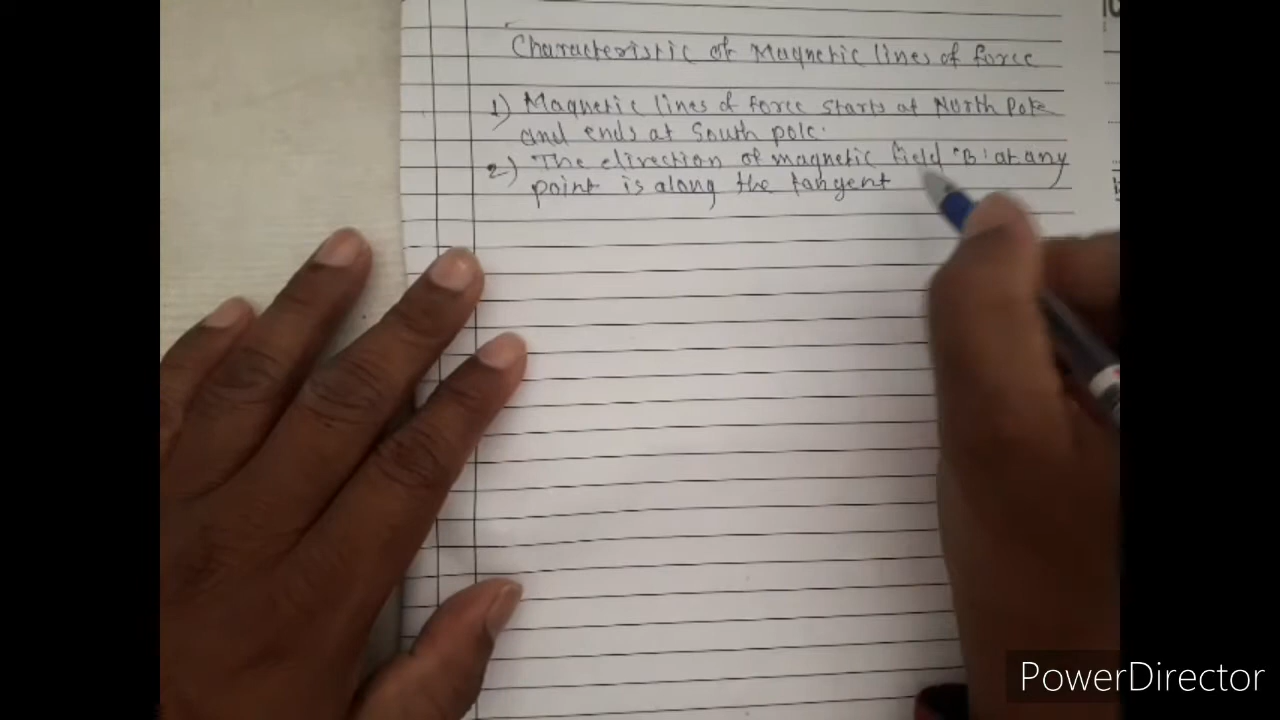 Characteristic of Magnetic lines of force
1) Magnetic lines of force starts at North Pole
and ends at South pole.
2) The direction of magnetic field 'B' at any
point is along the tangent
PowerDirector